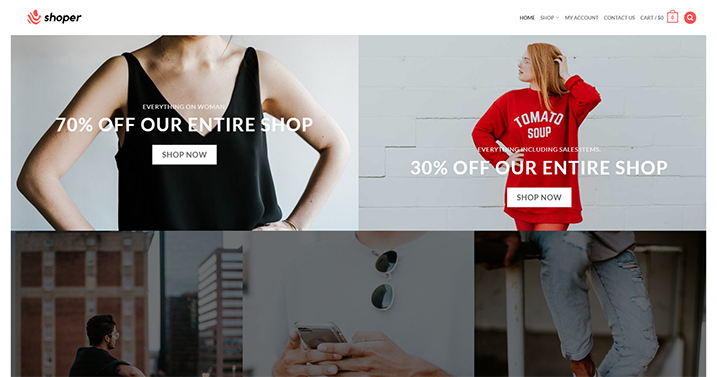 shoper
HOME SHOP MY ACCOUNT CONTACT US CART / $0 0
EVERYTHING ON WOMAN
70% OFF OUR ENTIRE SHOP
SHOP NOW
TOMATO
SOUP
EVERYTHING INCLUDING SALES ITEMS.
30% OFF OUR ENTIRE SHOP
SHOP NOW